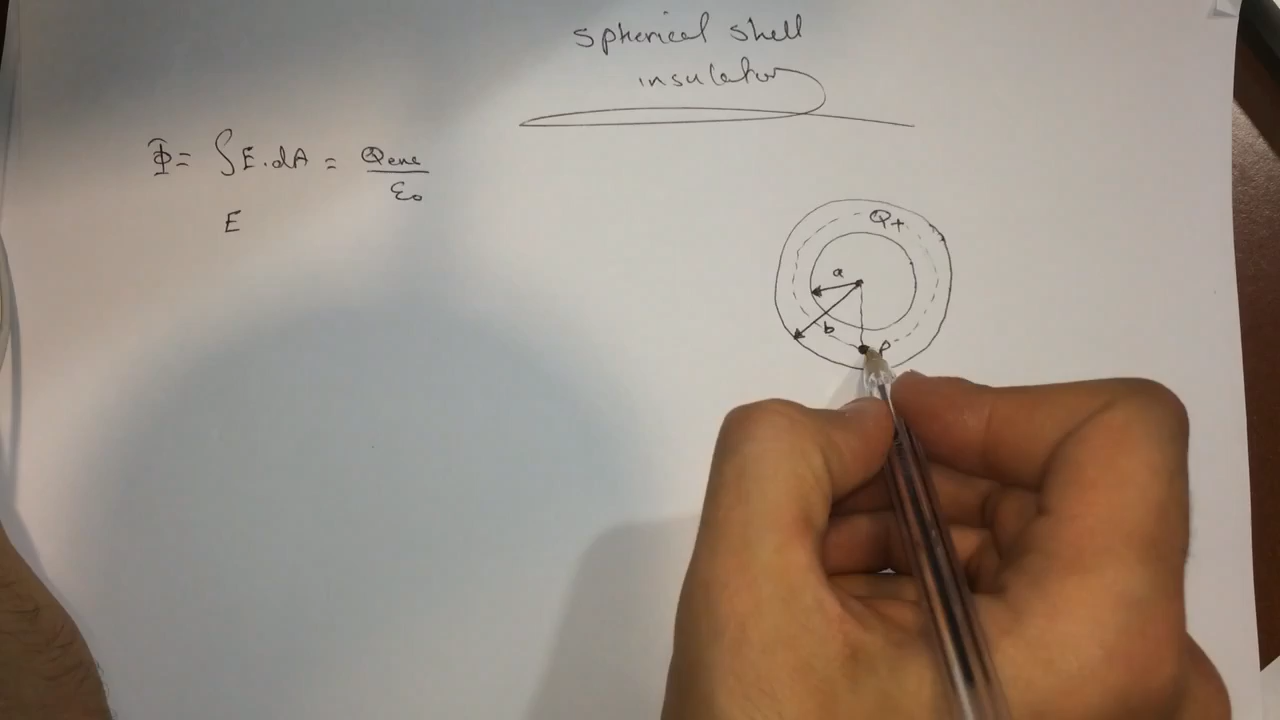 Spherical shell
insulator
Φ = ∫E.dA = Qenc / ε₀
E
Q+
a
b
P